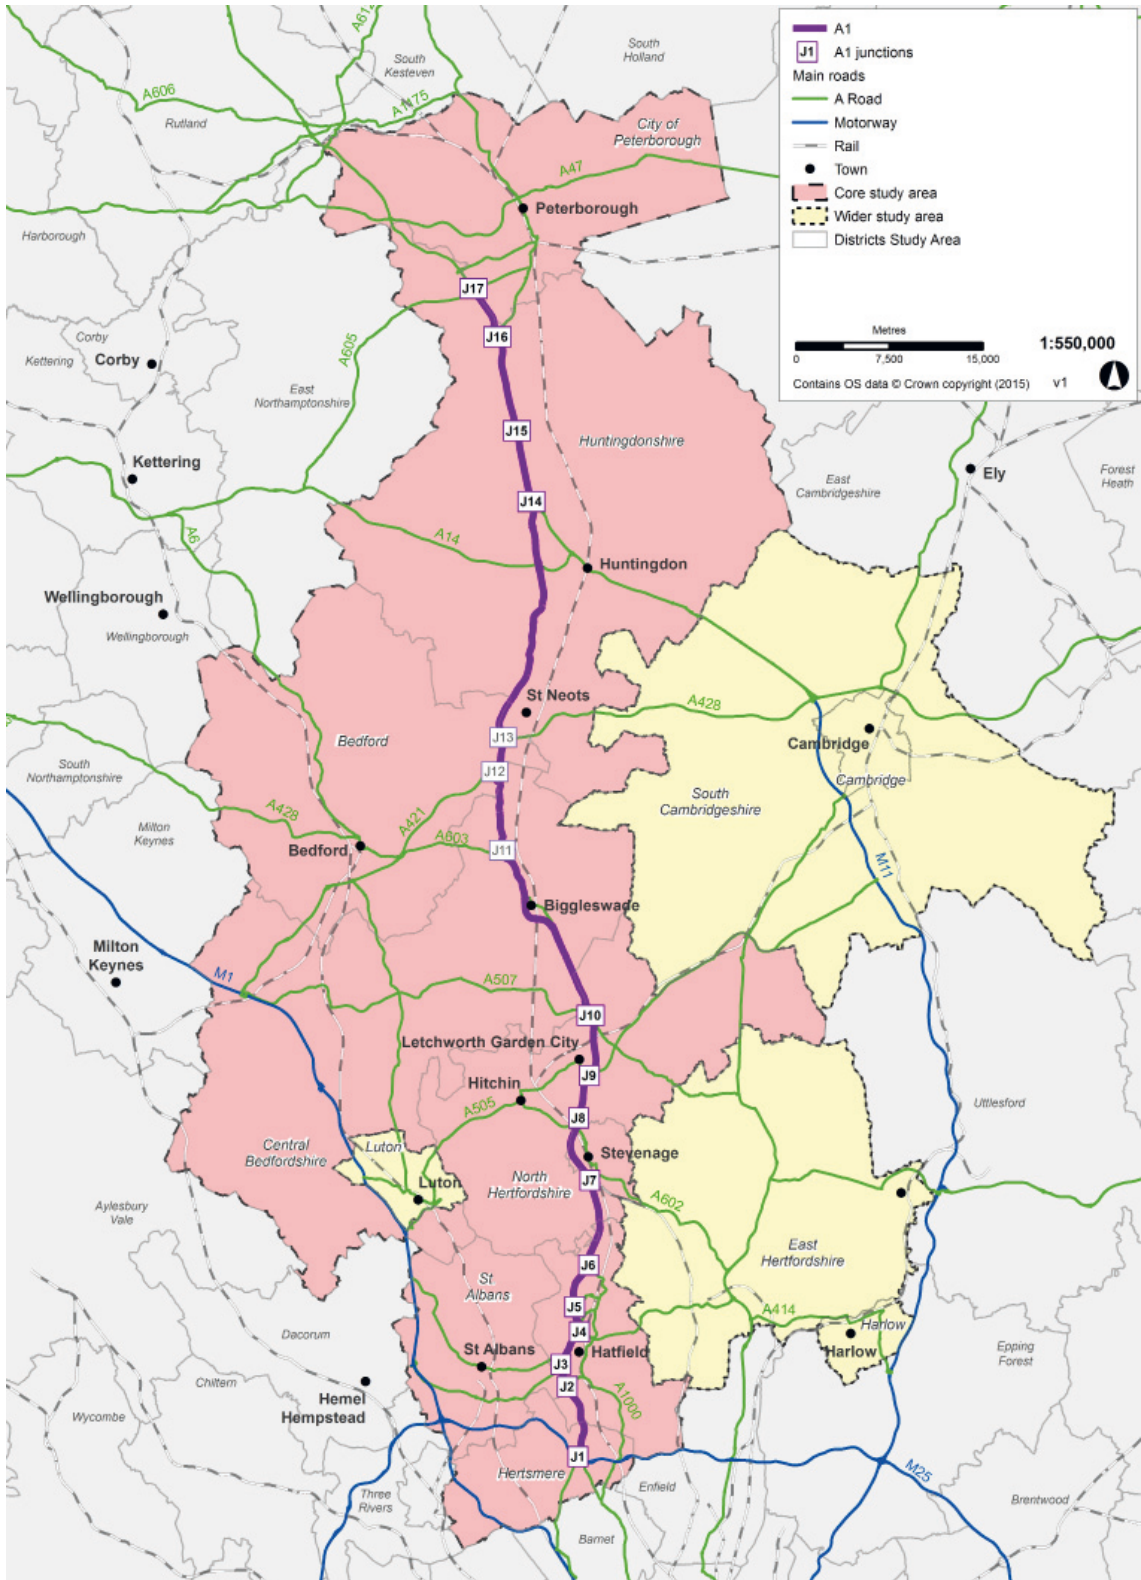 A1
J1 A1 junctions
Main roads
A Road
Motorway
Rail
Town
Core study area
Wider study area
Districts Study Area
Metres
0 7,500 15,000
1:550,000
Contains OS data © Crown copyright (2015) v1
A612
South
Kesteven
South
Holland
A606
A1175
Rutland
City of
Peterborough
A47
Peterborough
Harborough
J17
J16
A605
Corby
Kettering
Corby
East
Northamptonshire
J15
Huntingdonshire
Kettering
Ely
East
Cambridgeshire
Forest
Heath
J14
A6
A14
Huntingdon
Wellingborough
Wellingborough
St Neots
A428
J13
Bedford
Cambridge
South
Northamptonshire
J12
Cambridge
South
Cambridgeshire
A428
A421
A603
Milton
Keynes
Bedford
J11
M11
Biggleswade
Milton
Keynes
M1
A507
J10
Letchworth Garden City
J9
Hitchin
Uttlesford
A505
J8
Central
Bedfordshire
Luton
Stevenage
North
Hertfordshire
J7
Luton
A602
Aylesbury
Vale
East
Hertfordshire
J6
St
Albans
J5
A414
Harlow
J4
Dacorum
St Albans
Hatfield
Harlow
Epping
Forest
J3
Chiltern
J2
Hemel
Hempstead
A1000
Wycombe
J1
Hertsmere
M25
Enfield
Three
Rivers
Brentwood
Barnet